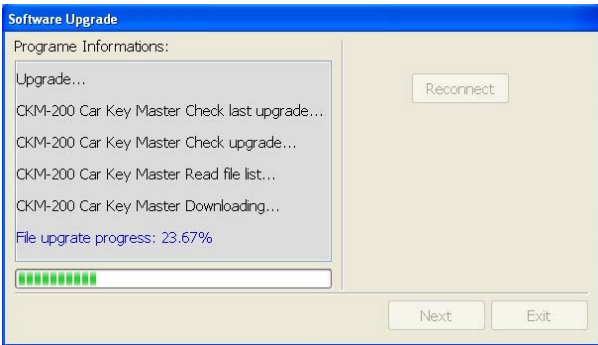 Software Upgrade
Programe Informations:
Upgrade...
CKM-200 Car Key Master Check last upgrade...
CKM-200 Car Key Master Check upgrade...
CKM-200 Car Key Master Read file list...
CKM-200 Car Key Master Downloading...
File upgrate progress: 23.67%
Reconnect
Next
Exit